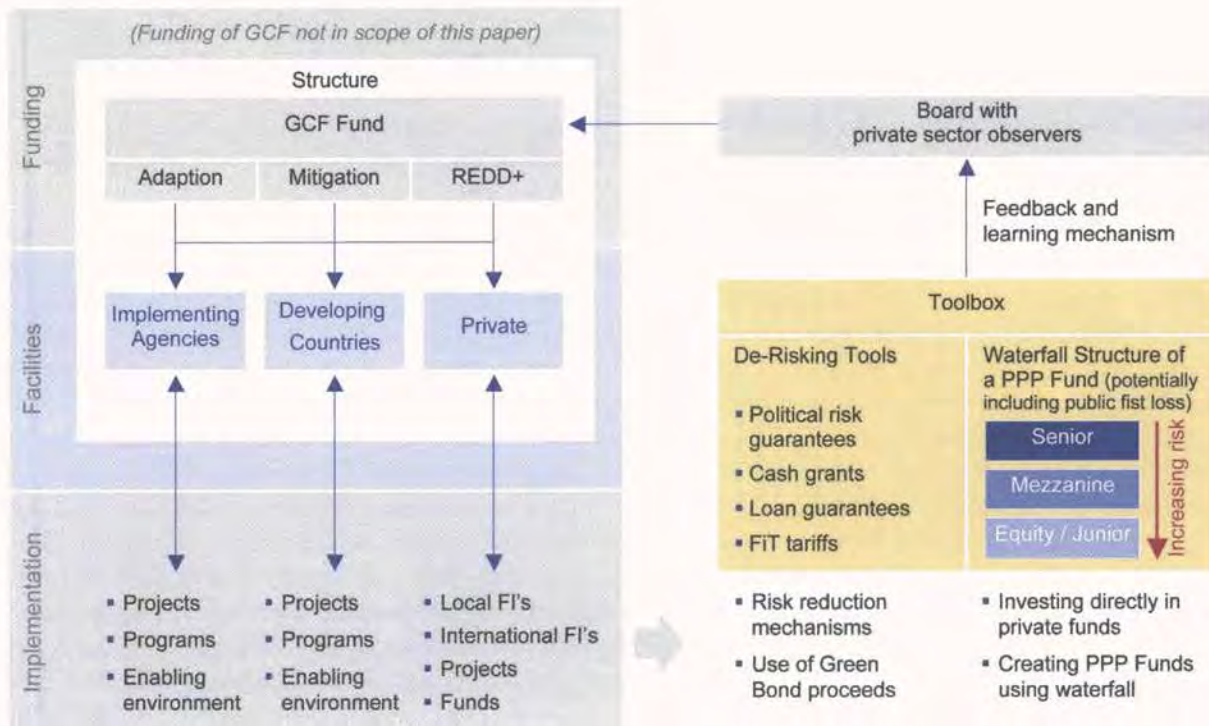 (Funding of GCF not in scope of this paper)
Funding
Structure
GCF Fund
Adaption
Mitigation
REDD+
Facilities
Implementing
Agencies
Developing
Countries
Private
Implementation
▪ Projects
▪ Programs
▪ Enabling
environment
▪ Projects
▪ Programs
▪ Enabling
environment
▪ Local FI's
▪ International FI's
▪ Projects
▪ Funds
Board with
private sector observers
Feedback and
learning mechanism
Toolbox
De-Risking Tools
▪ Political risk
guarantees
▪ Cash grants
▪ Loan guarantees
▪ FiT tariffs
Waterfall Structure of
a PPP Fund (potentially
including public fist loss)
Senior
Mezzanine
Equity / Junior
Increasing risk
▪ Risk reduction
mechanisms
▪ Use of Green
Bond proceeds
▪ Investing directly in
private funds
▪ Creating PPP Funds
using waterfall